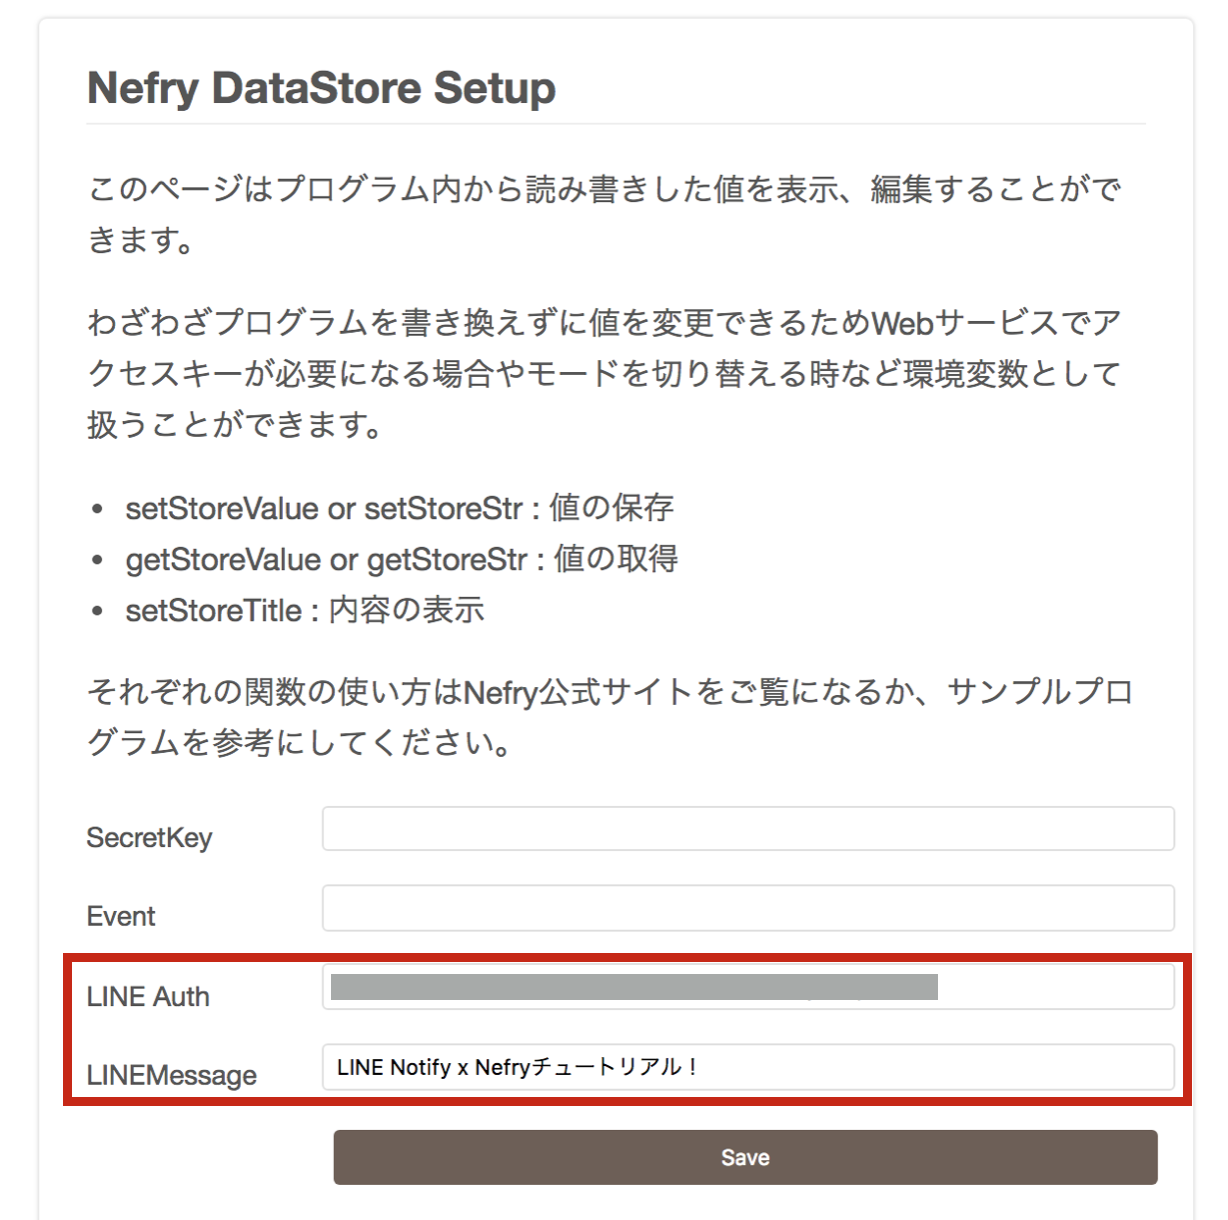 Nefry DataStore Setup
このページはプログラム内から読み書きした値を表示、編集することがで
きます。
わざわざプログラムを書き換えずに値を変更できるためWebサービスでア
クセスキーが必要になる場合やモードを切り替える時など環境変数として
扱うことができます。
• setStoreValue or setStoreStr : 値の保存
• getStoreValue or getStoreStr : 値の取得
• setStoreTitle : 内容の表示
それぞれの関数の使い方はNefry公式サイトをご覧になるか、サンプルプロ
グラムを参考にしてください。
SecretKey
Event
LINE Auth
LINEMessage LINE Notify x Nefryチュートリアル！
Save